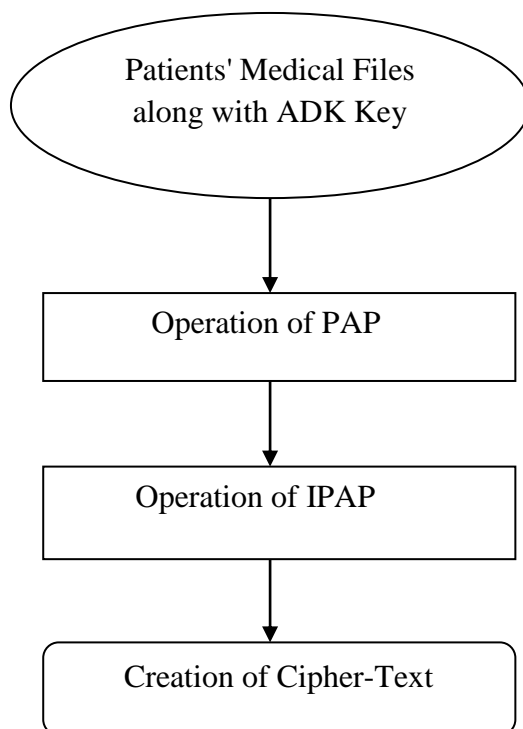 Patients' Medical Files
along with ADK Key
Operation of PAP
Operation of IPAP
Creation of Cipher-Text